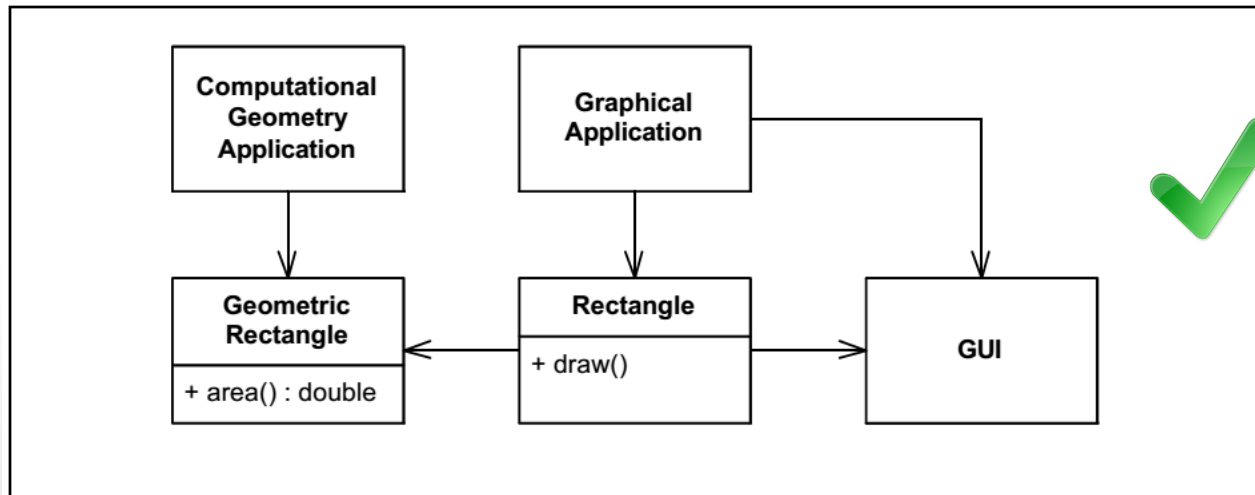 Computational
Geometry
Application
Graphical
Application
Geometric
Rectangle
+ area() : double
Rectangle
+ draw()
GUI